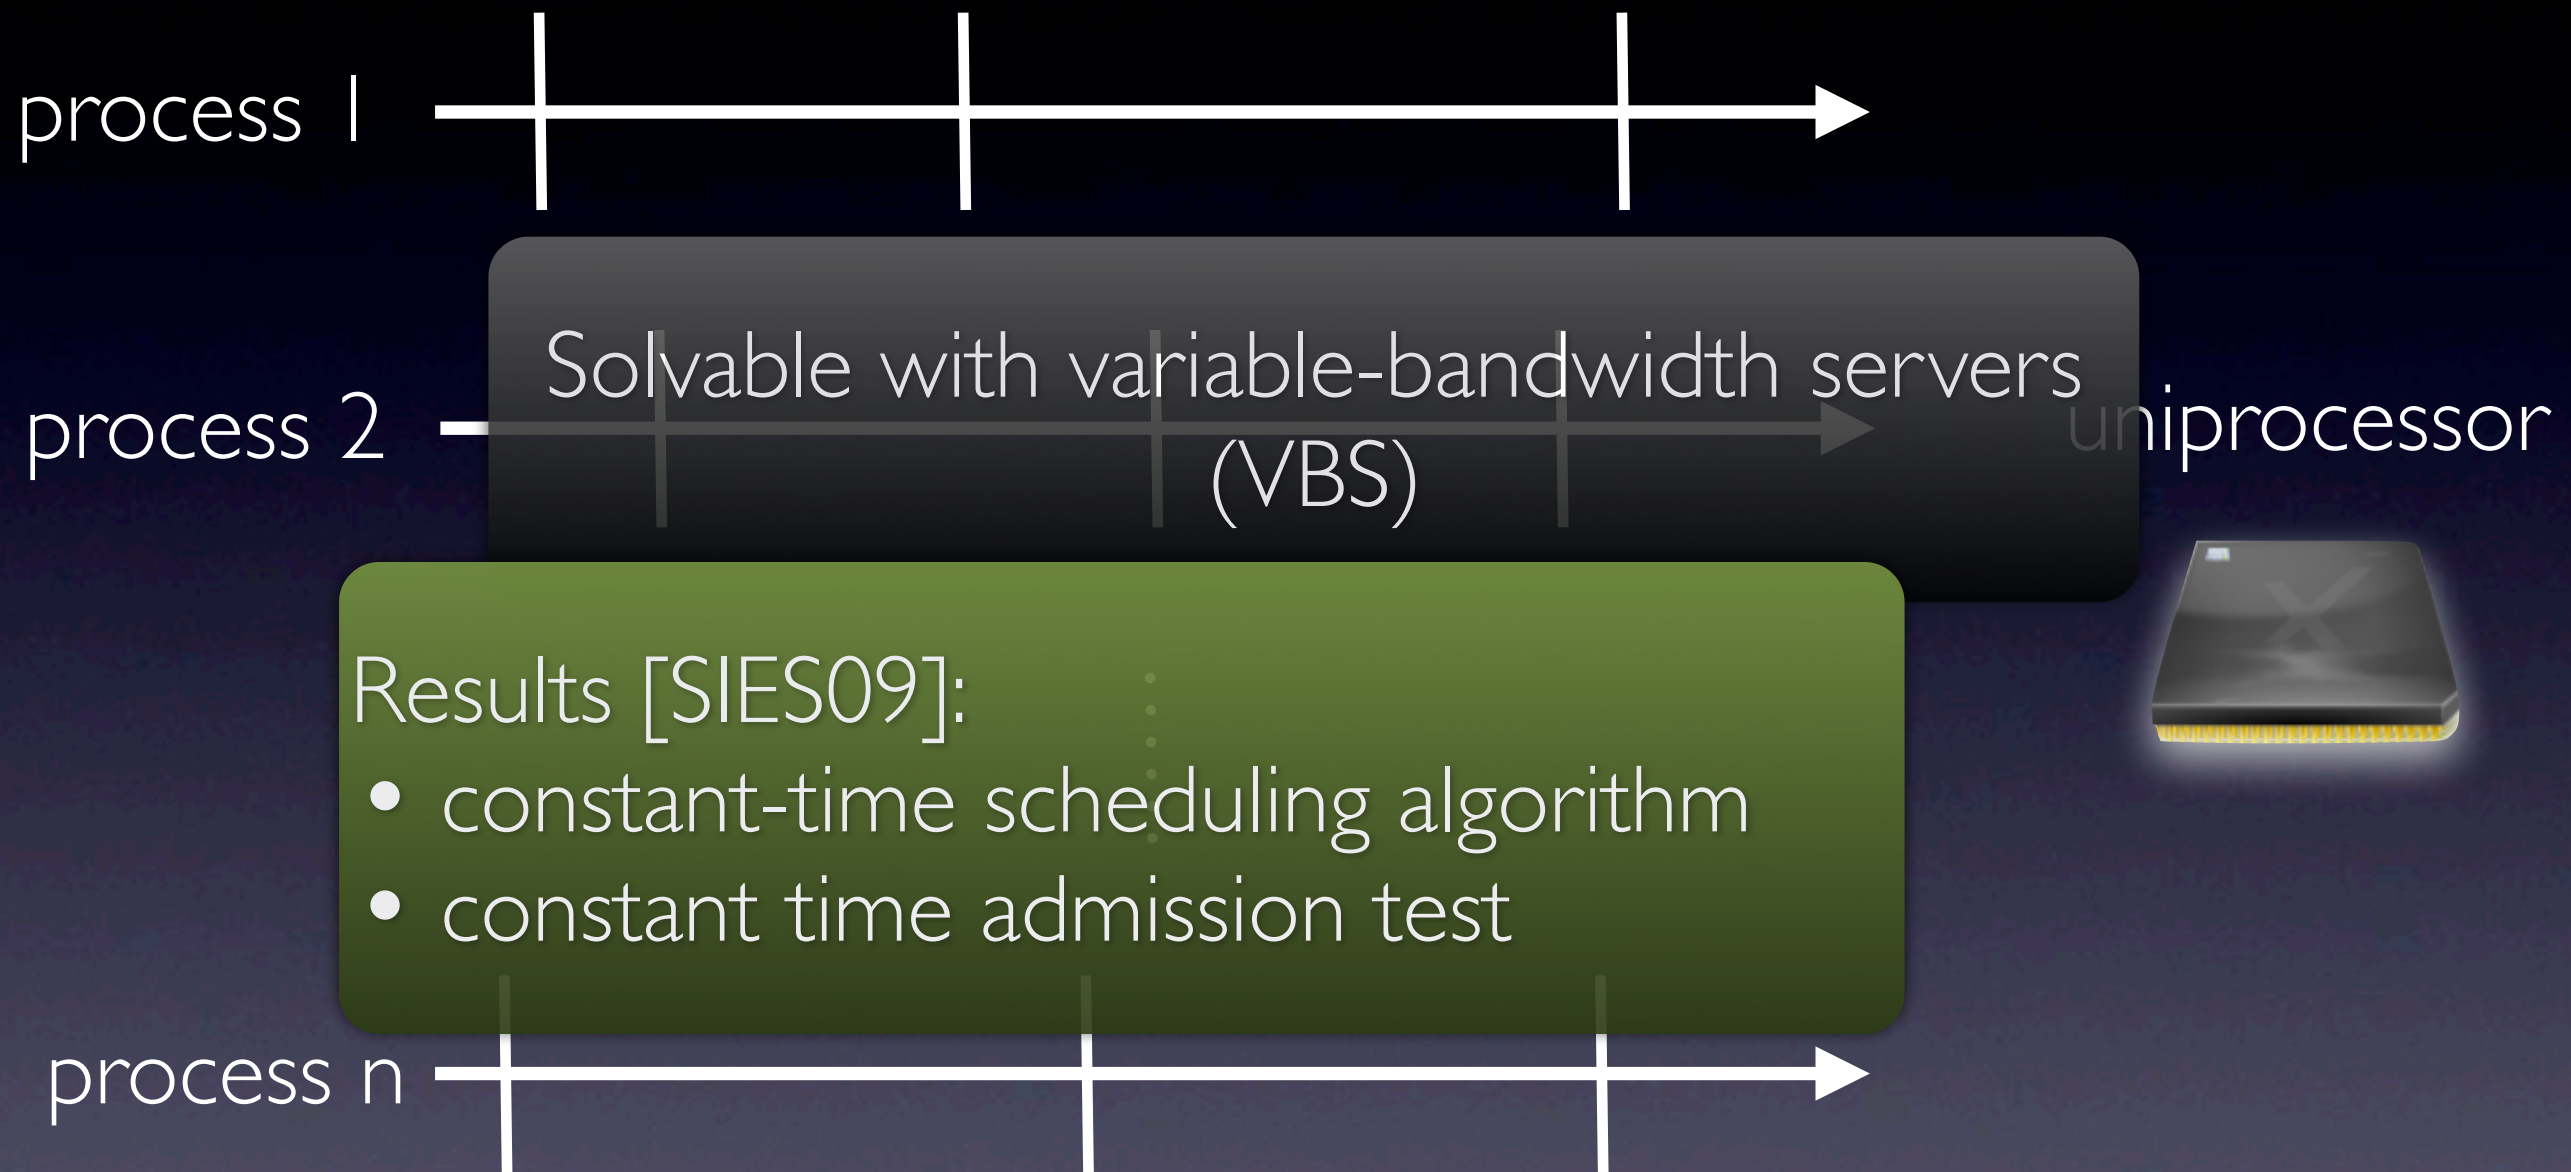 process 1
Solvable with variable-bandwidth servers
(VBS)
process 2
uniprocessor
Results [SIES09]:
• constant-time scheduling algorithm
• constant time admission test
process n